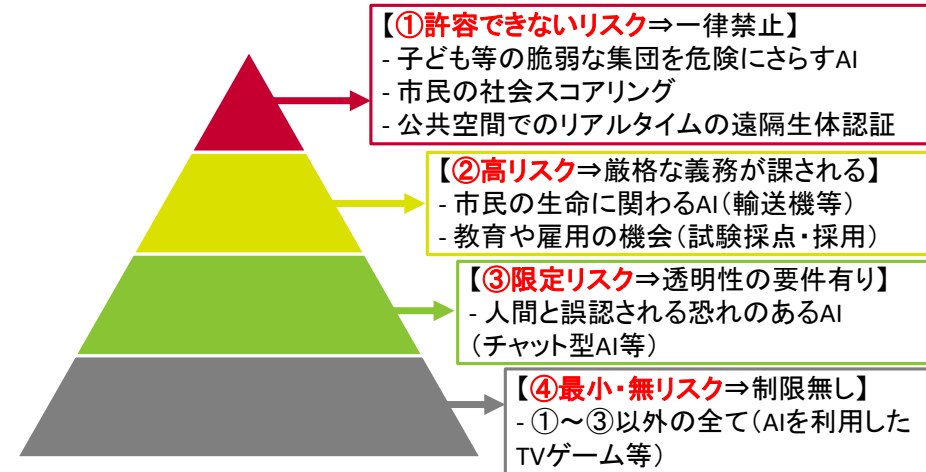 【①許容できないリスク⇒一律禁止】
- 子ども等の脆弱な集団を危険にさらすAI
- 市民の社会スコアリング
- 公共空間でのリアルタイムの遠隔生体認証
【②高リスク⇒厳格な義務が課される】
- 市民の生命に関わるAI（輸送機等）
- 教育や雇用の機会（試験採点・採用）
【③限定リスク⇒透明性の要件有り】
- 人間と誤認される恐れのあるAI
（チャット型AI等）
【④最小・無リスク⇒制限無し】
- ①～③以外の全て（AIを利用した
TVゲーム等）